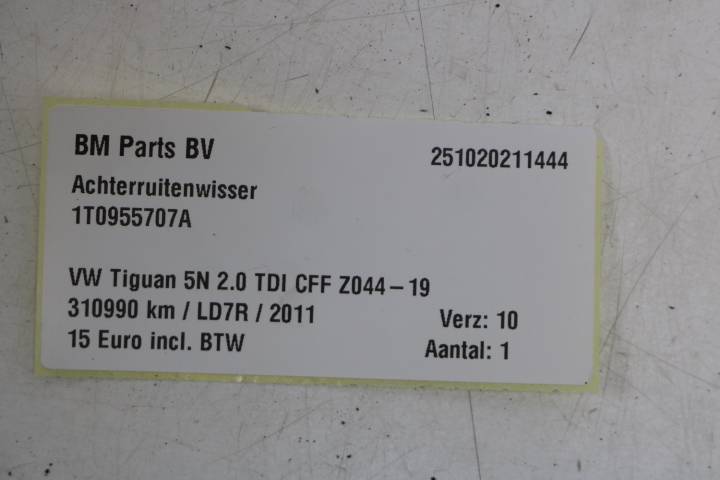 BM Parts BV 251020211444
Achterruitenwisser
1T0955707A
VW Tiguan 5N 2.0 TDI CFF Z044-19
310990 km / LD7R / 2011 Verz: 10
15 Euro incl. BTW Aantal: 1